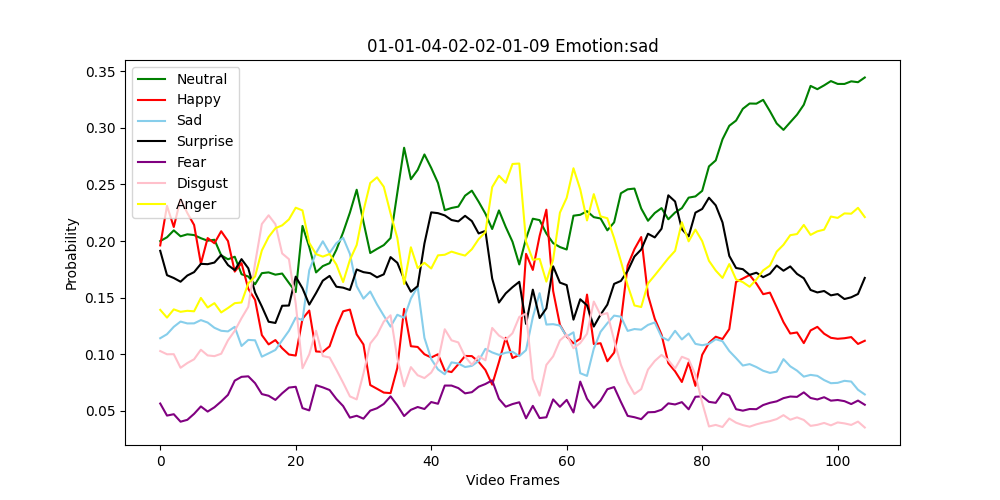 01-01-04-02-02-01-09 Emotion:sad
Neutral
Happy
Sad
Surprise
Fear
Disgust
Anger
Probability
0.35
0.30
0.25
0.20
0.15
0.10
0.05
0 20 40 60 80 100
Video Frames